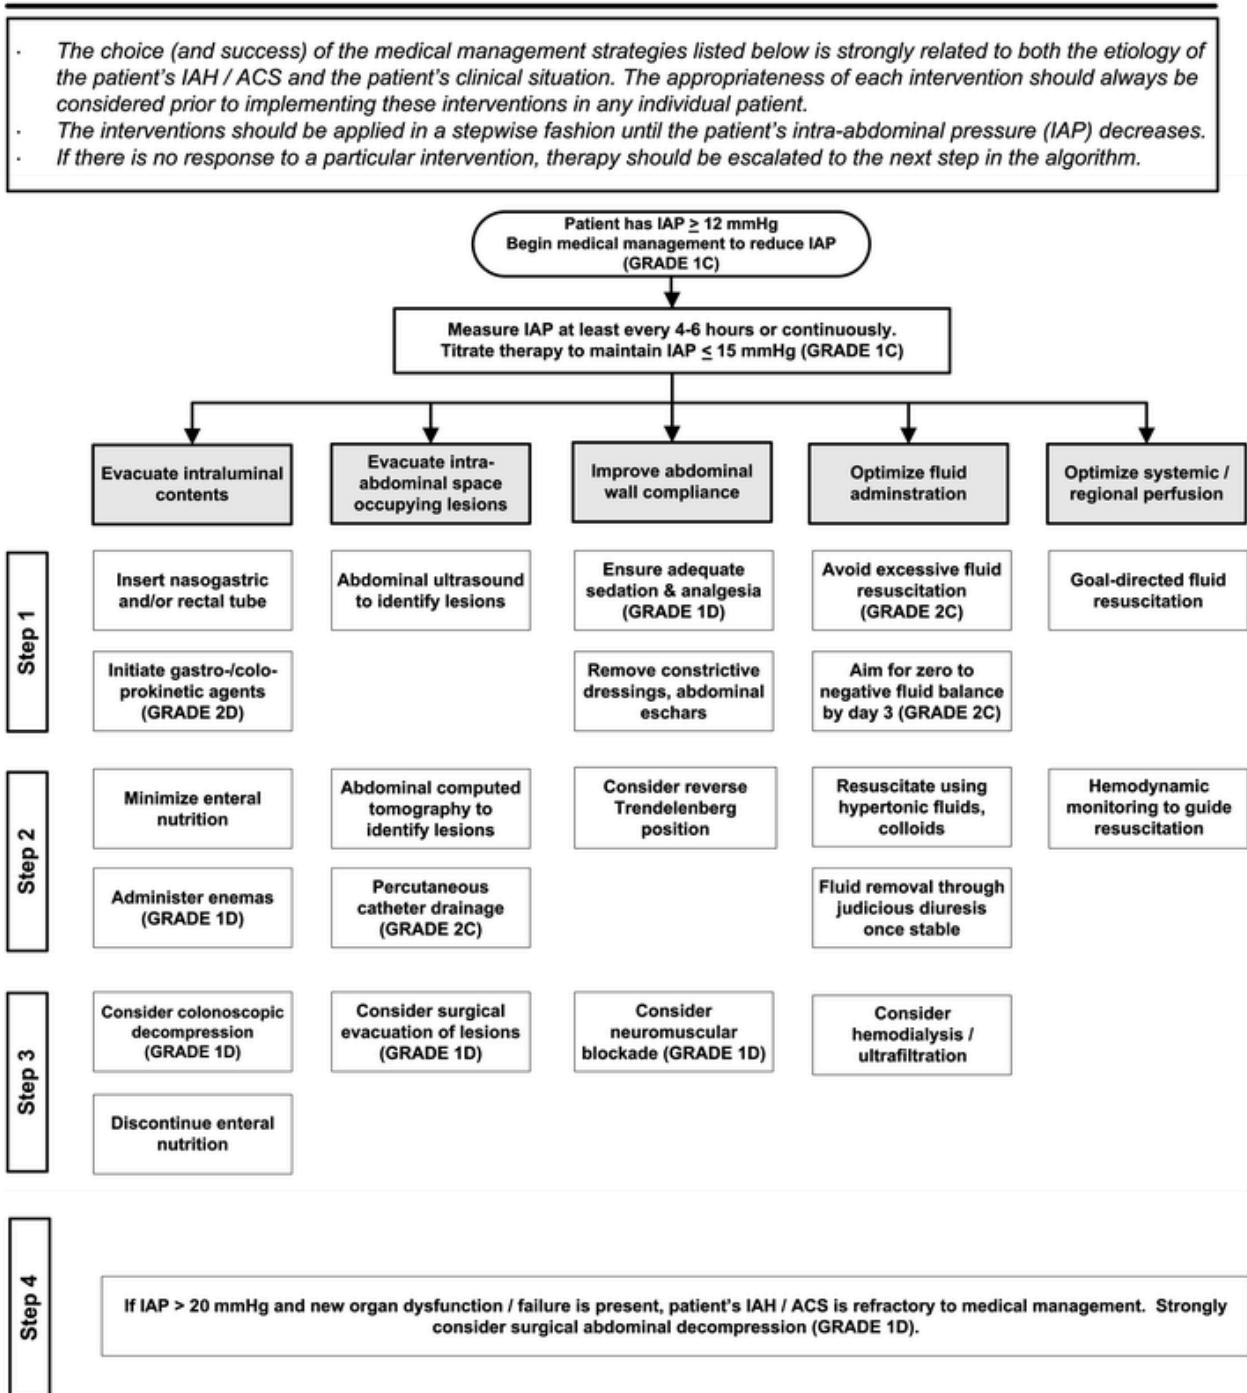 · The choice (and success) of the medical management strategies listed below is strongly related to both the etiology of
the patient's IAH / ACS and the patient's clinical situation. The appropriateness of each intervention should always be
considered prior to implementing these interventions in any individual patient.
· The interventions should be applied in a stepwise fashion until the patient's intra-abdominal pressure (IAP) decreases.
· If there is no response to a particular intervention, therapy should be escalated to the next step in the algorithm.
Patient has IAP ≥ 12 mmHg
Begin medical management to reduce IAP
(GRADE 1C)
Measure IAP at least every 4-6 hours or continuously.
Titrate therapy to maintain IAP ≤ 15 mmHg (GRADE 1C)
Evacuate intraluminal
contents
Evacuate intra-
abdominal space
occupying lesions
Improve abdominal
wall compliance
Optimize fluid
adminstration
Optimize systemic /
regional perfusion
Step 1
Insert nasogastric
and/or rectal tube
Abdominal ultrasound
to identify lesions
Ensure adequate
sedation & analgesia
(GRADE 1D)
Avoid excessive fluid
resuscitation
(GRADE 2C)
Goal-directed fluid
resuscitation
Initiate gastro-/colo-
prokinetic agents
(GRADE 2D)
Remove constrictive
dressings, abdominal
eschars
Aim for zero to
negative fluid balance
by day 3 (GRADE 2C)
Step 2
Minimize enteral
nutrition
Abdominal computed
tomography to
identify lesions
Consider reverse
Trendelenberg
position
Resuscitate using
hypertonic fluids,
colloids
Hemodynamic
monitoring to guide
resuscitation
Administer enemas
(GRADE 1D)
Percutaneous
catheter drainage
(GRADE 2C)
Fluid removal through
judicious diuresis
once stable
Step 3
Consider colonoscopic
decompression
(GRADE 1D)
Consider surgical
evacuation of lesions
(GRADE 1D)
Consider
neuromuscular
blockade (GRADE 1D)
Consider
hemodialysis /
ultrafiltration
Discontinue enteral
nutrition
Step 4
If IAP > 20 mmHg and new organ dysfunction / failure is present, patient's IAH / ACS is refractory to medical management. Strongly
consider surgical abdominal decompression (GRADE 1D).